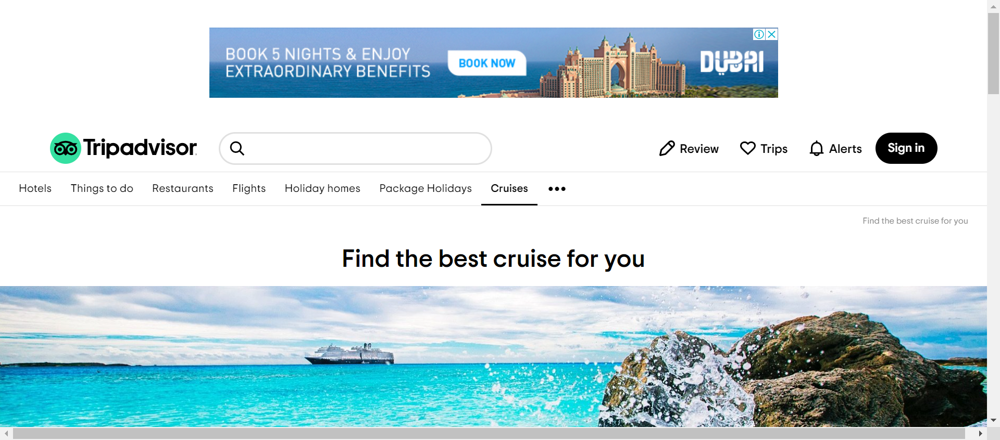 BOOK 5 NIGHTS & ENJOY
EXTRAORDINARY BENEFITS
BOOK NOW
DUBAI
Tripadvisor
Review
Trips
Alerts
Sign in
Hotels
Things to do
Restaurants
Flights
Holiday homes
Package Holidays
Cruises
Find the best cruise for you
Find the best cruise for you